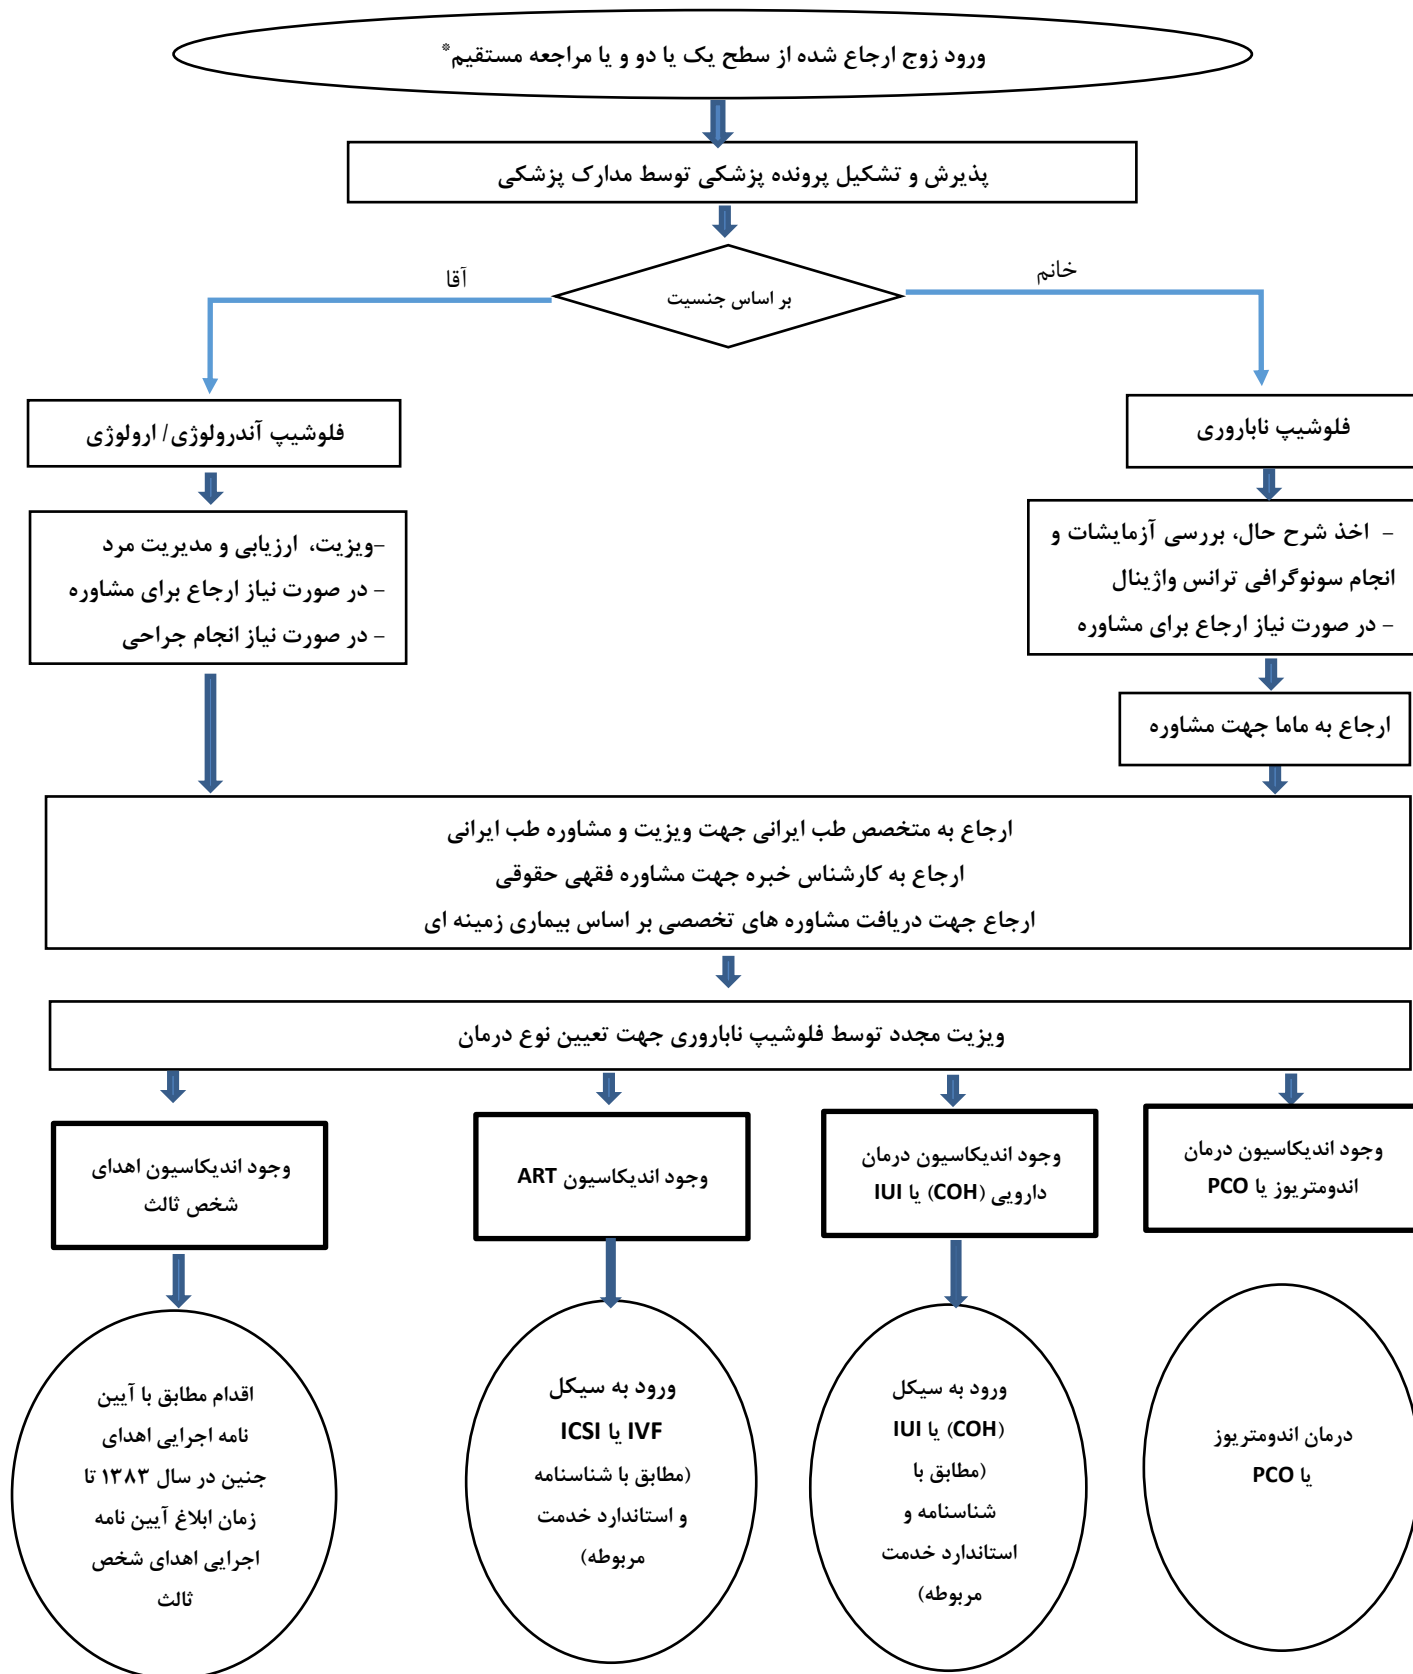 ورود زوج ارجاع شده از سطح یک یا دو و یا مراجعه مستقیم*
پذیرش و تشکیل پرونده پزشکی توسط مدارک پزشکی
خانم
آقا
بر اساس جنسیت
فلوشیپ ناباروری
فلوشیپ آندرولوژی/ ارولوژی
- اخذ شرح حال، بررسی آزمایشات و
انجام سونوگرافی ترانس واژینال
- در صورت نیاز ارجاع برای مشاوره
-ویزیت، ارزیابی و مدیریت مرد
- در صورت نیاز ارجاع برای مشاوره
- در صورت نیاز انجام جراحی
ارجاع به ماما جهت مشاوره
ارجاع به متخصص طب ایرانی جهت ویزیت و مشاوره طب ایرانی
ارجاع به کارشناس خبره جهت مشاوره فقهی حقوقی
ارجاع جهت دریافت مشاوره های تخصصی بر اساس بیماری زمینه ای
ویزیت مجدد توسط فلوشیپ ناباروری جهت تعیین نوع درمان
وجود اندیکاسیون درمان
اندومتریوز یا PCO
وجود اندیکاسیون درمان
دارویی (COH) یا IUI
وجود اندیکاسیون ART
وجود اندیکاسیون اهدای
شخص ثالث
درمان اندومتریوز
یا PCO
ورود به سیکل
(COH) یا IUI
(مطابق با
شناسنامه و
استاندارد خدمت
مربوطه)
ورود به سیکل
IVF یا ICSI
(مطابق با شناسنامه
و استاندارد خدمت
مربوطه)
اقدام مطابق با آیین
نامه اجرایی اهدای
جنین در سال ۱۳۸۳ تا
زمان ابلاغ آیین نامه
اجرایی اهدای شخص
ثالث